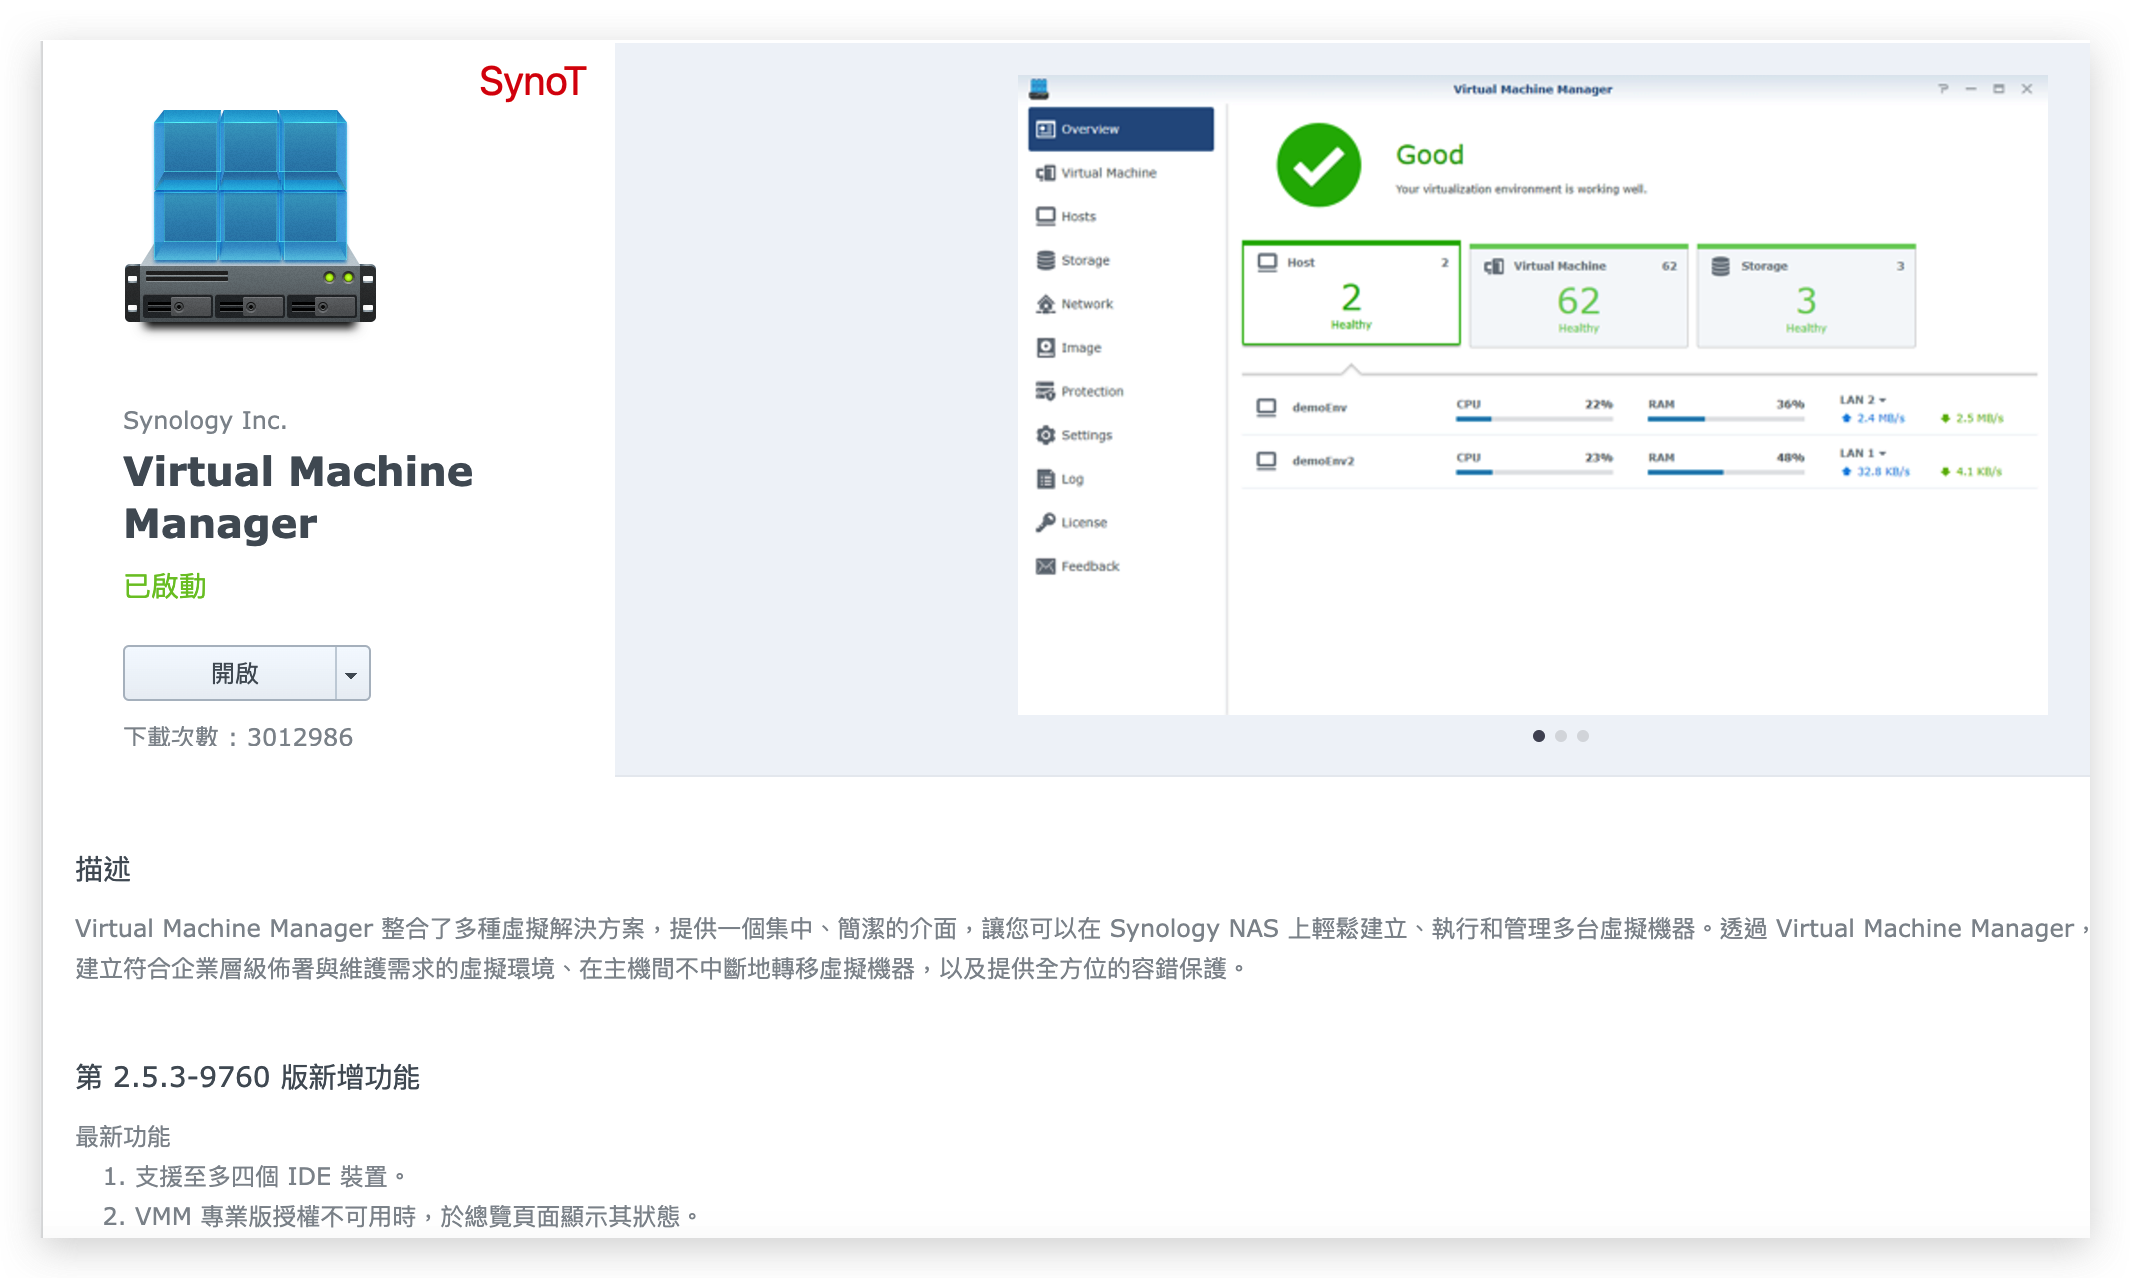 SynoT
Synology Inc.
Virtual Machine
Manager
已啟動
開啟
下載次數：3012986
Virtual Machine Manager
Overview
Virtual Machine
Hosts
Storage
Network
Image
Protection
Settings
Log
License
Feedback
Good
Your virtualization environment is working well.
Host 2
2
Healthy
Virtual Machine 62
62
Healthy
Storage 3
3
Healthy
demoEnv CPU 22% RAM 36% LAN 2
2.4 MB/s 2.5 MB/s
demoEnv2 CPU 23% RAM 48% LAN 1
32.8 KB/s 4.1 KB/s
描述
Virtual Machine Manager 整合了多種虛擬解決方案，提供一個集中、簡潔的介面，讓您可以在 Synology NAS 上輕鬆建立、執行和管理多台虛擬機器。透過 Virtual Machine Manager，
建立符合企業層級佈署與維護需求的虛擬環境、在主機間不中斷地轉移虛擬機器，以及提供全方位的容錯保護。
第 2.5.3-9760 版新增功能
最新功能
1. 支援至多四個 IDE 裝置。
2. VMM 專業版授權不可用時，於總覽頁面顯示其狀態。